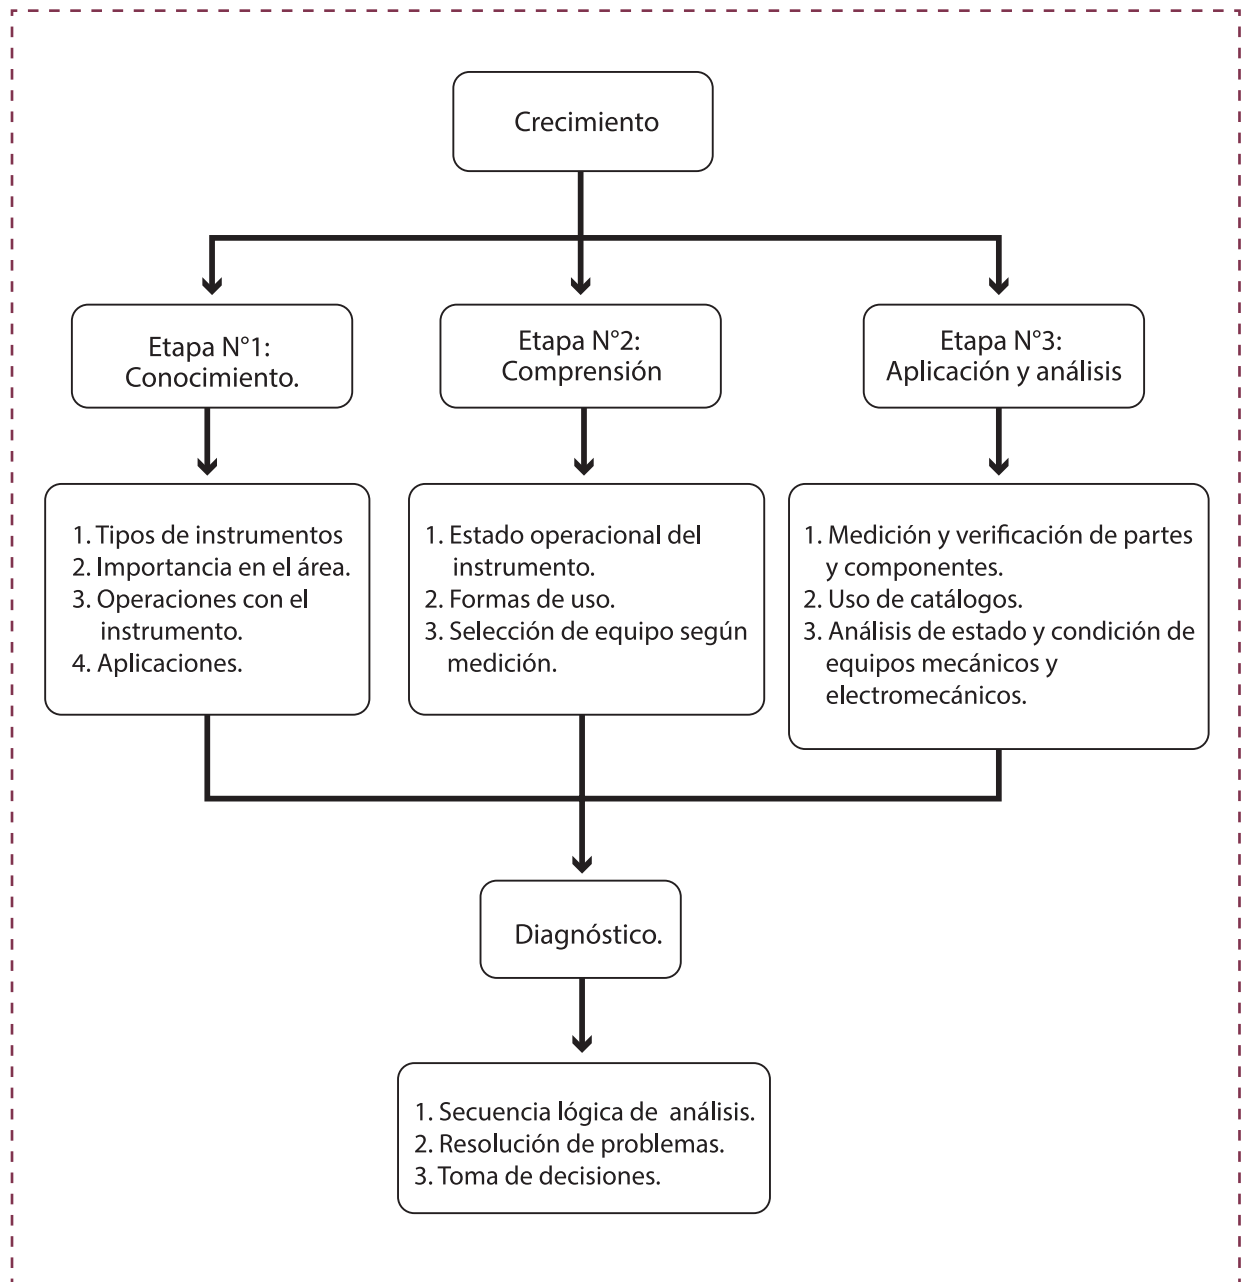 Crecimiento
Etapa N°1:
Conocimiento.
Etapa N°2:
Comprensión
Etapa N°3:
Aplicación y análisis
1. Tipos de instrumentos
2. Importancia en el área.
3. Operaciones con el
instrumento.
4. Aplicaciones.
1. Estado operacional del
instrumento.
2. Formas de uso.
3. Selección de equipo según
medición.
1. Medición y verificación de partes
y componentes.
2. Uso de catálogos.
3. Análisis de estado y condición de
equipos mecánicos y
electromecánicos.
Diagnóstico.
1. Secuencia lógica de análisis.
2. Resolución de problemas.
3. Toma de decisiones.